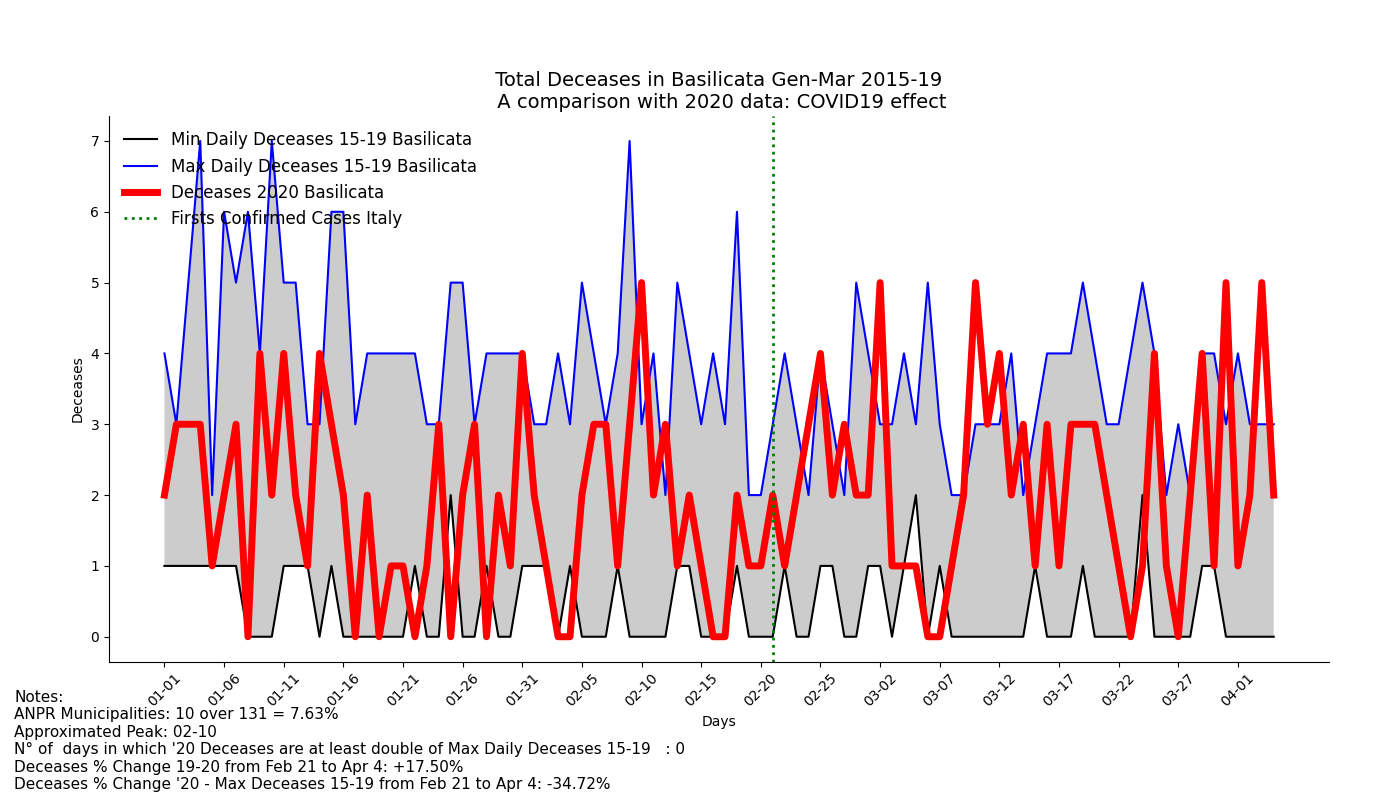 Total Deceases in Basilicata Gen-Mar 2015-19
A comparison with 2020 data: COVID19 effect
Min Daily Deceases 15-19 Basilicata
Max Daily Deceases 15-19 Basilicata
Deceases 2020 Basilicata
Firsts Confirmed Cases Italy
Deceases
7
6
5
4
3
2
1
0
01-01 01-06 01-11 01-16 01-21 01-26 01-31 02-05 02-10 02-15 02-20 02-25 03-02 03-07 03-12 03-17 03-22 03-27 04-01
Days
Notes:
ANPR Municipalities: 10 over 131 = 7.63%
Approximated Peak: 02-10
N° of  days in which '20 Deceases are at least double of Max Daily Deceases 15-19   : 0
Deceases % Change 19-20 from Feb 21 to Apr 4: +17.50%
Deceases % Change '20 - Max Deceases 15-19 from Feb 21 to Apr 4: -34.72%